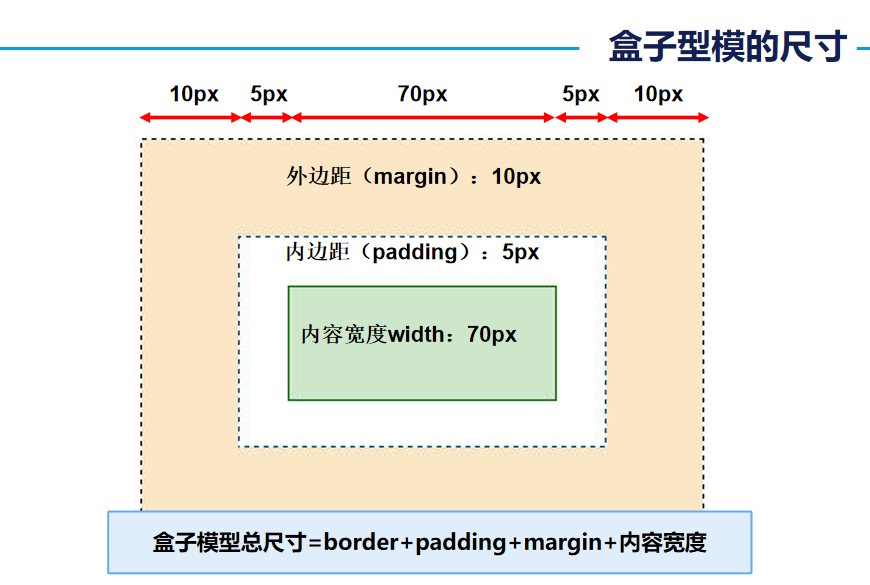 盒子型模的尺寸
10px 5px 70px 5px 10px
外边距（margin）：10px
内边距（padding）：5px
内容宽度width：70px
盒子模型总尺寸=border+padding+margin+内容宽度